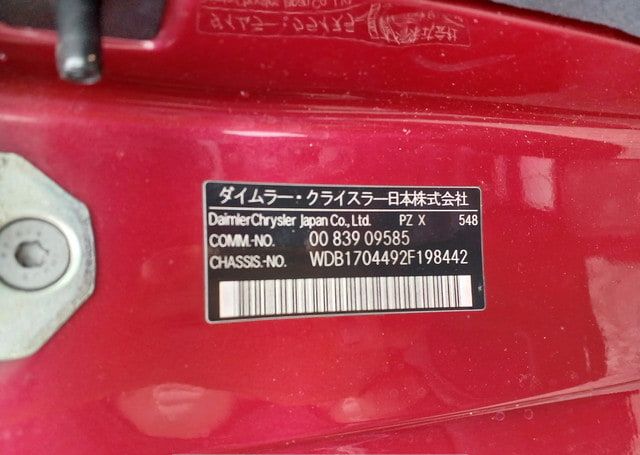 ダイムラー・クライスラー日本株式会社
DaimlerChrysler Japan Co., Ltd. PZ X 548
COMM.-NO. 00 839 09585
CHASSIS.-NO. WDB1704492F198442